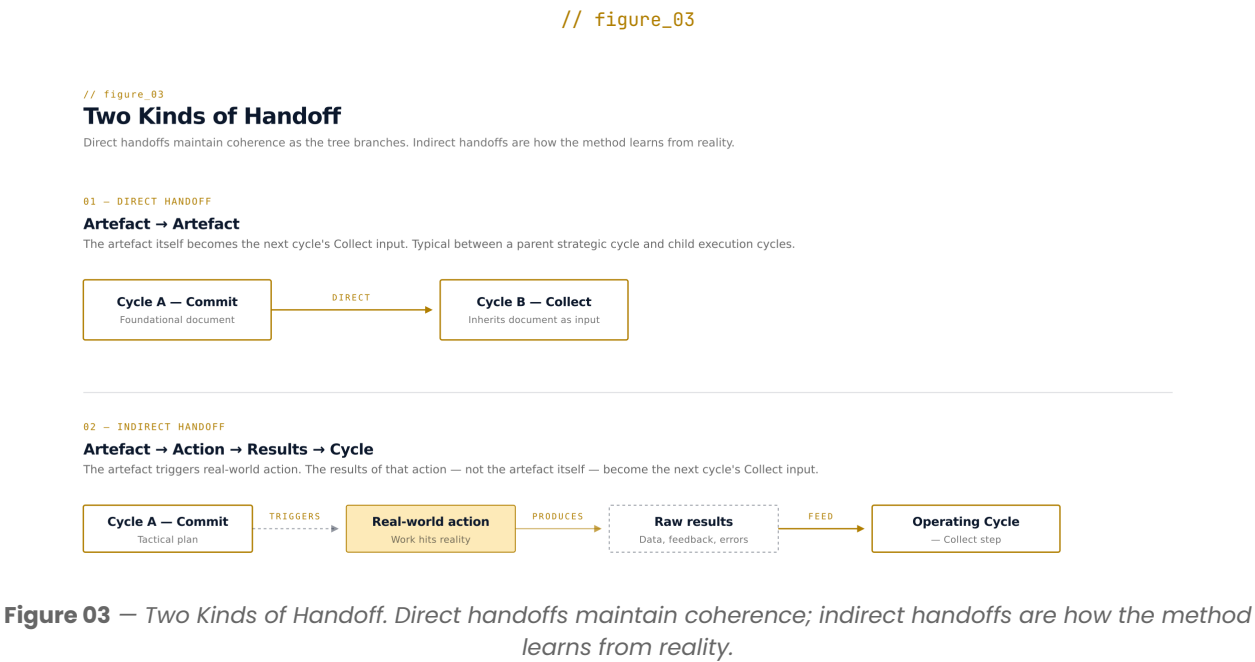 // figure_03
// figure_03
Two Kinds of Handoff
Direct handoffs maintain coherence as the tree branches. Indirect handoffs are how the method learns from reality.
01 — DIRECT HANDOFF
Artefact → Artefact
The artefact itself becomes the next cycle's Collect input. Typical between a parent strategic cycle and child execution cycles.
Cycle A — Commit
Foundational document
DIRECT
Cycle B — Collect
Inherits document as input
02 — INDIRECT HANDOFF
Artefact → Action → Results → Cycle
The artefact triggers real-world action. The results of that action — not the artefact itself — become the next cycle's Collect input.
Cycle A — Commit
Tactical plan
TRIGGERS
Real-world action
Work hits reality
PRODUCES
Raw results
Data, feedback, errors
FEED
Operating Cycle
— Collect step
Figure 03 — Two Kinds of Handoff. Direct handoffs maintain coherence; indirect handoffs are how the method
learns from reality.